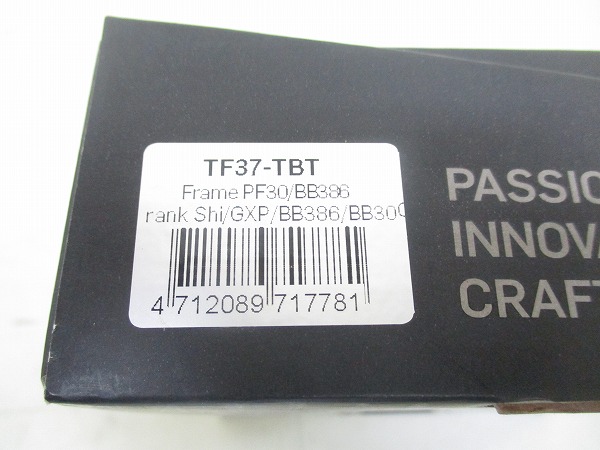 TF37-TBT
Frame PF30/BB386
rank Shi/GXP/BB386/BB30
4 712089 717781
PASSIO
INNOVA
CRAFT